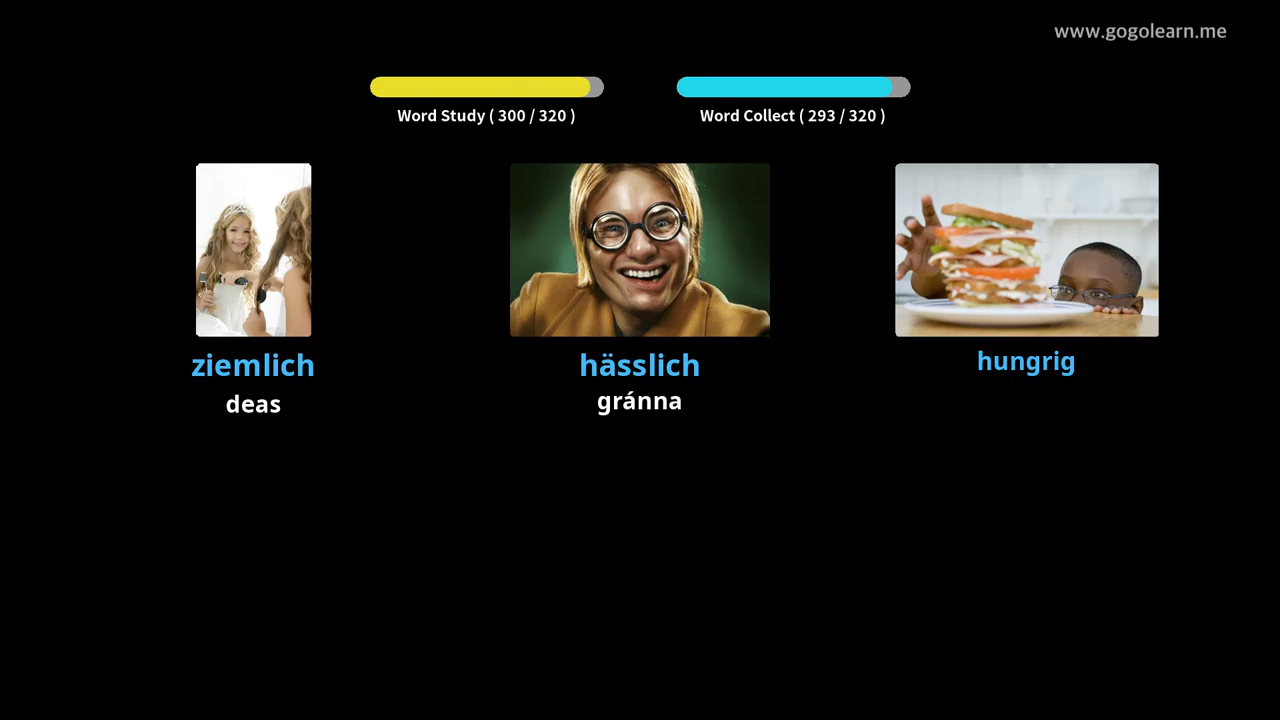 www.gogolearn.me
Word Study ( 300 / 320 )
Word Collect ( 293 / 320 )
ziemlich
deas
hässlich
gránna
hungrig